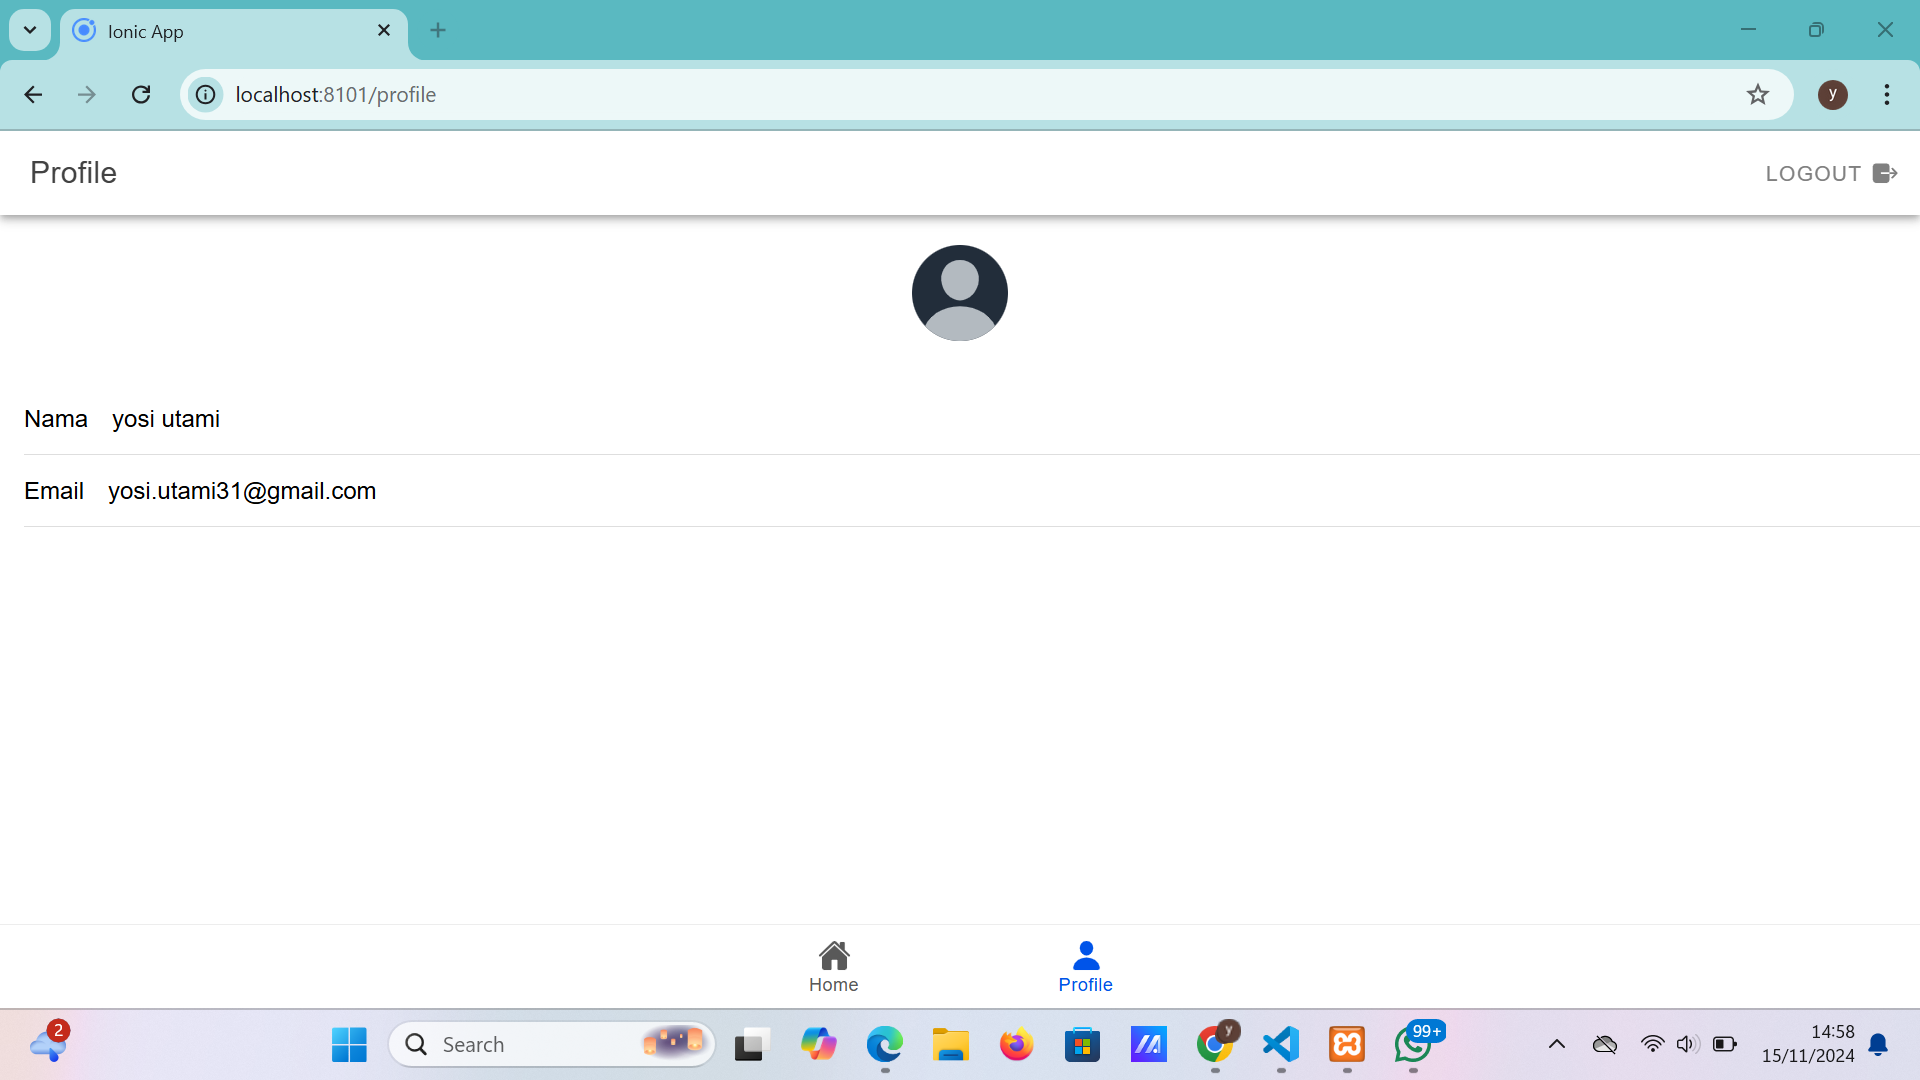 Ionic App
localhost:8101/profile
y
Profile
LOGOUT
Nama yosi utami
Email yosi.utami31@gmail.com
Home
Profile
2
Search
y
99+
14:58
15/11/2024